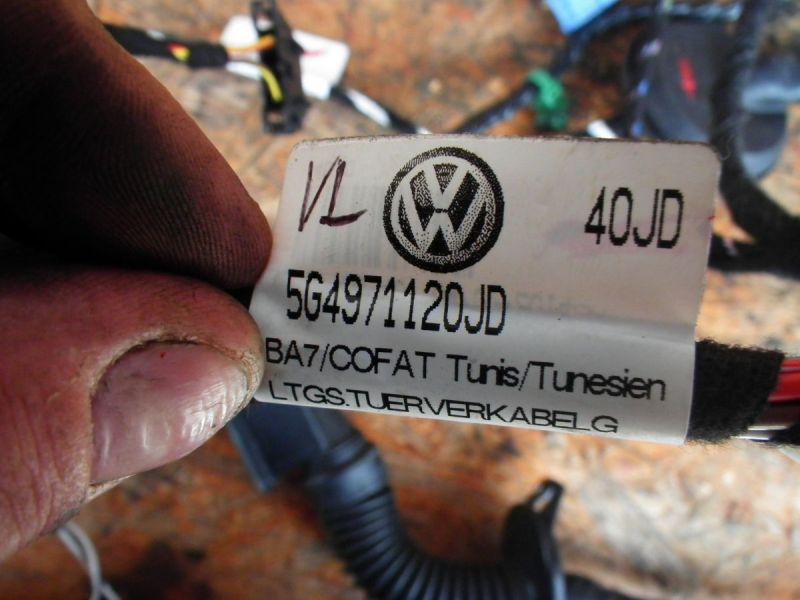 VL
40JD
5G4971120JD
BA7/COFAT Tunis/Tunesien
LTGS.TUERVERKABELG